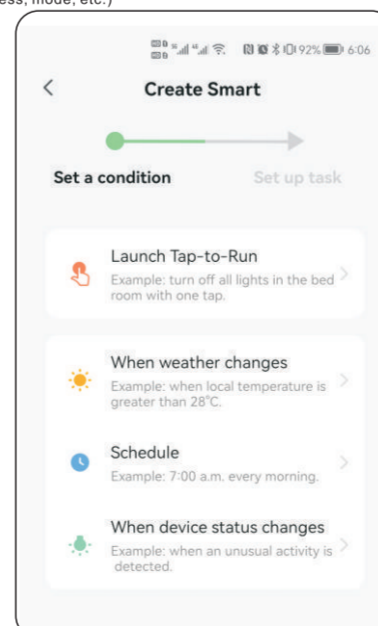 ess, mode, etc.)
92% 6:06
Create Smart
Set a condition Set up task
Launch Tap-to-Run
Example: turn off all lights in the bed
room with one tap.
When weather changes
Example: when local temperature is
greater than 28°C.
Schedule
Example: 7:00 a.m. every morning.
When device status changes
Example: when an unusual activity is
detected.